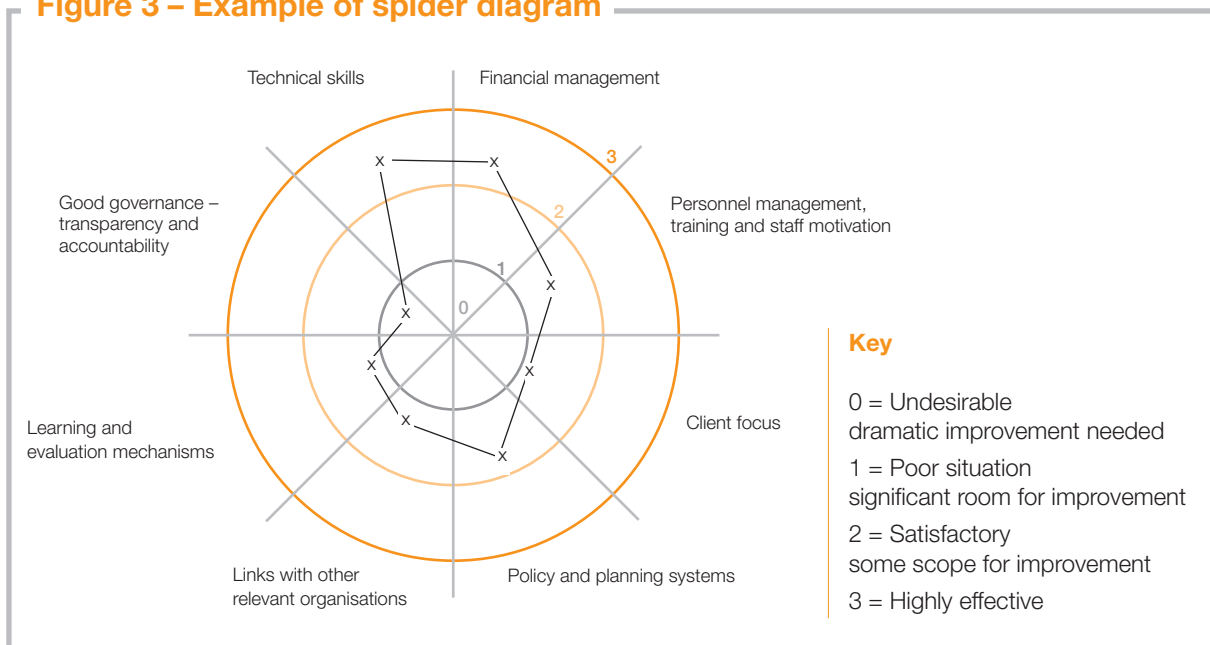 Figure 3 – Example of spider diagram
Technical skills
Financial management
3
Good governance –
transparency and
accountability
2
Personnel management,
training and staff motivation
1
0
x
x
x
x
x
x
x
x
Learning and
evaluation mechanisms
Client focus
Links with other
relevant organisations
Policy and planning systems
Key
0 = Undesirable
dramatic improvement needed
1 = Poor situation
significant room for improvement
2 = Satisfactory
some scope for improvement
3 = Highly effective